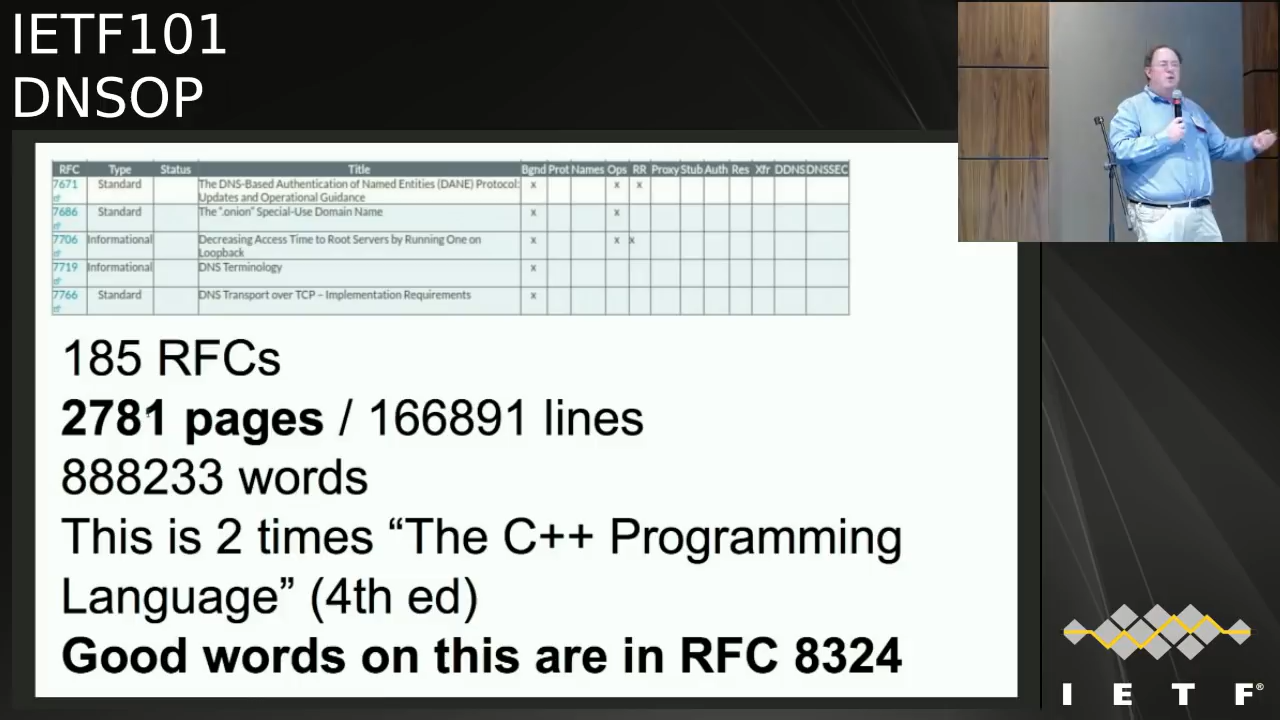 IETF101
DNSOP
RFC Type Status Title Bgnd Prot Names Ops RR Proxy Stub Auth Res Xfr DDNS DNSSEC
7671 Standard The DNS-Based Authentication of Named Entities (DANE) Protocol: x x x
Updates and Operational Guidance
7686 Standard The ".onion" Special-Use Domain Name x x
7706 Informational Decreasing Access Time to Root Servers by Running One on x x x
Loopback
7719 Informational DNS Terminology x
7766 Standard DNS Transport over TCP – Implementation Requirements x
185 RFCs
2781 pages / 166891 lines
888233 words
This is 2 times “The C++ Programming
Language” (4th ed)
Good words on this are in RFC 8324
I E T F®